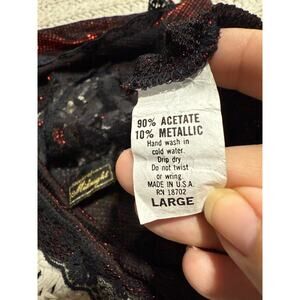 90% ACETATE
10% METALLIC
Hand wash in
cold water.
Drip dry
Do not twist
or wring.
MADE IN U.S.A.
RN 18702
LARGE
Midnight